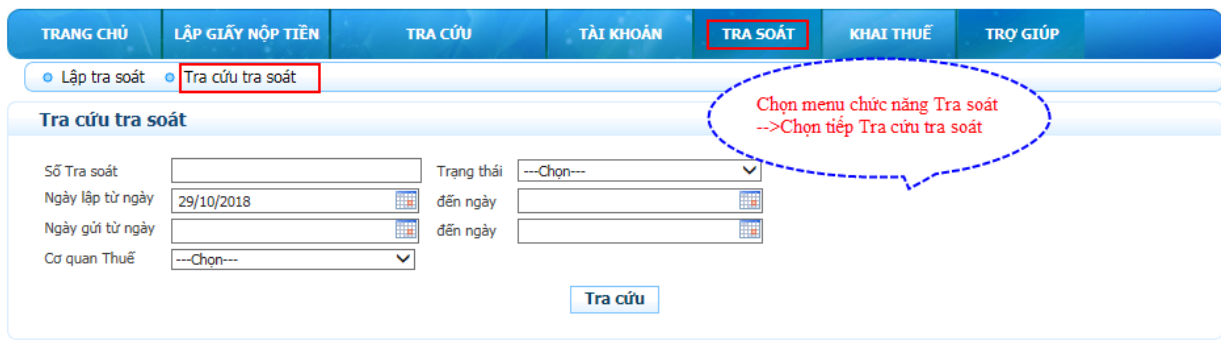 TRANG CHỦ LẬP GIẤY NỘP TIỀN TRA CỨU TÀI KHOẢN TRA SOÁT KHAI THUẾ TRỢ GIÚP
Lập tra soát Tra cứu tra soát
Tra cứu tra soát
Chọn menu chức năng Tra soát
-->Chọn tiếp Tra cứu tra soát
Số Tra soát Trạng thái ---Chọn---
Ngày lập từ ngày 29/10/2018 đến ngày
Ngày gửi từ ngày đến ngày
Cơ quan Thuế ---Chọn---
Tra cứu